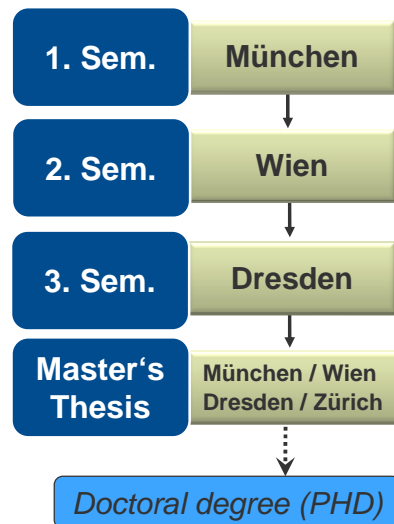 1. Sem.
München
2. Sem.
Wien
3. Sem.
Dresden
Master‘s
Thesis
München / Wien
Dresden / Zürich
Doctoral degree (PHD)